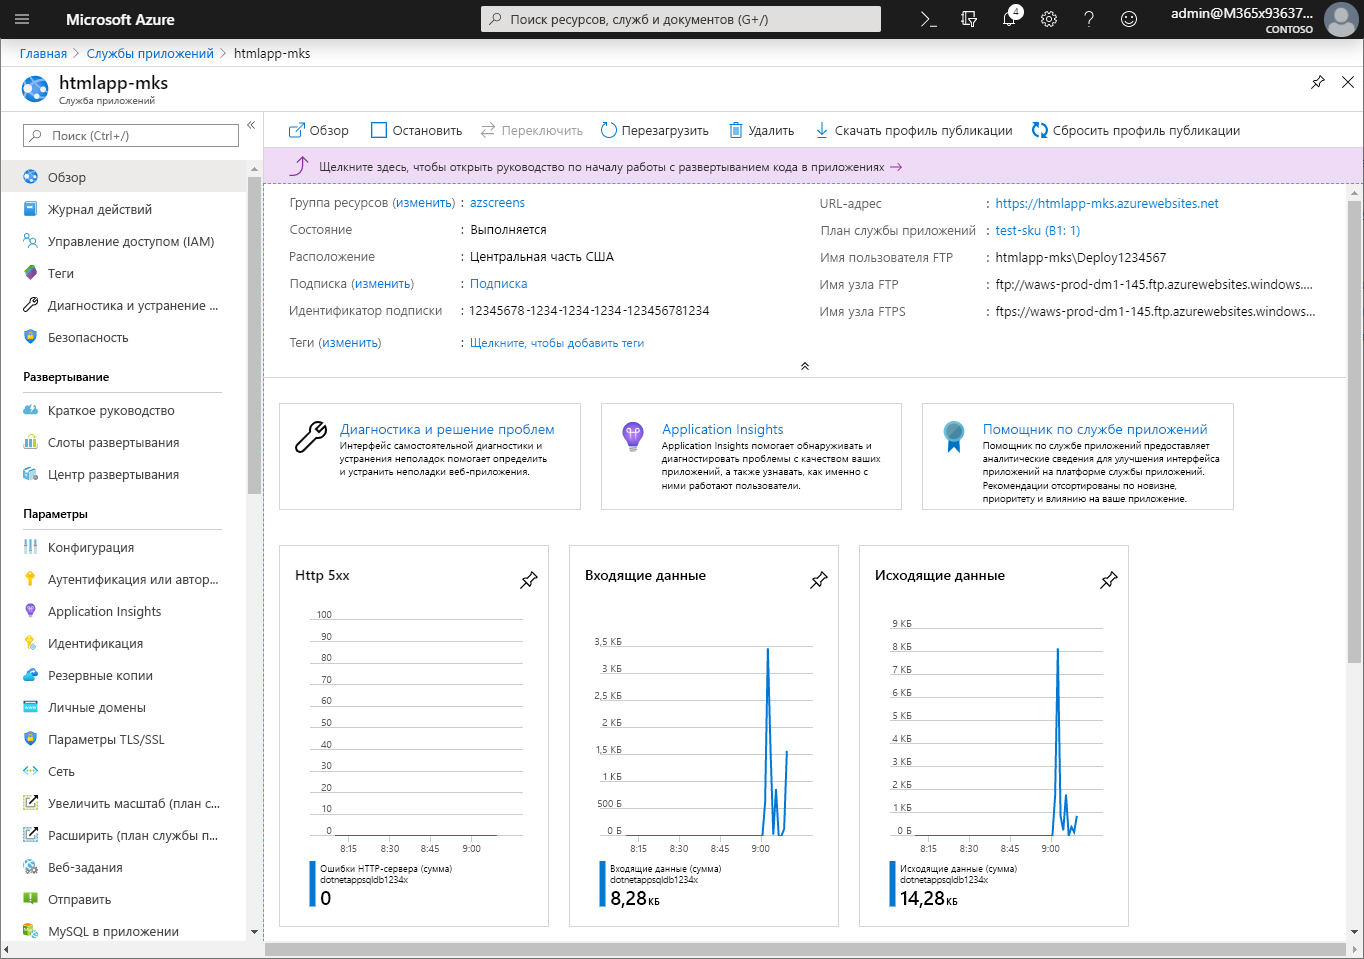 Microsoft Azure
Поиск ресурсов, служб и документов (G+/)
4
admin@M365x93637...
CONTOSO
Главная > Службы приложений > htmlapp-mks
htmlapp-mks
Служба приложений
Поиск (Ctrl+/)
Обзор
Журнал действий
Управление доступом (IAM)
Теги
Диагностика и устранение ...
Безопасность
Развертывание
Краткое руководство
Слоты развертывания
Центр развертывания
Параметры
Конфигурация
Аутентификация или автор...
Application Insights
Идентификация
Резервные копии
Личные домены
Параметры TLS/SSL
Сеть
Увеличить масштаб (план с...
Расширить (план службы п...
Веб-задания
Отправить
MySQL в приложении
Обзор Остановить Переключить Перезагрузить Удалить Скачать профиль публикации Сбросить профиль публикации
Щелкните здесь, чтобы открыть руководство по началу работы с развертыванием кода в приложениях →
Группа ресурсов (изменить) : azscreens
Состояние : Выполняется
Расположение : Центральная часть США
Подписка (изменить) : Подписка
Идентификатор подписки : 12345678-1234-1234-1234-123456781234
Теги (изменить) : Щелкните, чтобы добавить теги
URL-адрес : https://htmlapp-mks.azurewebsites.net
План службы приложений : test-sku (B1: 1)
Имя пользователя FTP : htmlapp-mks\Deploy1234567
Имя узла FTP : ftp://waws-prod-dm1-145.ftp.azurewebsites.windows....
Имя узла FTPS : ftps://waws-prod-dm1-145.ftp.azurewebsites.windows...
Диагностика и решение проблем
Интерфейс самостоятельной диагностики и
устранения неполадок помогает определить
и устранить неполадки веб-приложения.
Application Insights
Application Insights помогает обнаруживать и
диагностировать проблемы с качеством ваших
приложений, а также узнавать, как именно с
ними работают пользователи.
Помощник по службе приложений
Помощник по службе приложений предоставляет
аналитические сведения для улучшения интерфейса
приложений на платформе службы приложений.
Рекомендации отсортированы по новизне,
приоритету и влиянию на ваше приложение.
Http 5xx
100
90
80
70
60
50
40
30
20
10
0
8:15 8:30 8:45 9:00
Ошибки HTTP-сервера (сумма)
dotnetappsqldb1234x
0
Входящие данные
3,5 КБ
3 КБ
2,5 КБ
2 КБ
1,5 КБ
1 КБ
500 Б
0 Б
8:15 8:30 8:45 9:00
Входящие данные (сумма)
dotnetappsqldb1234x
8,28 КБ
Исходящие данные
9 КБ
8 КБ
7 КБ
6 КБ
5 КБ
4 КБ
3 КБ
2 КБ
1 КБ
0 Б
8:15 8:30 8:45 9:00
Исходящие данные (сумма)
dotnetappsqldb1234x
14,28 КБ